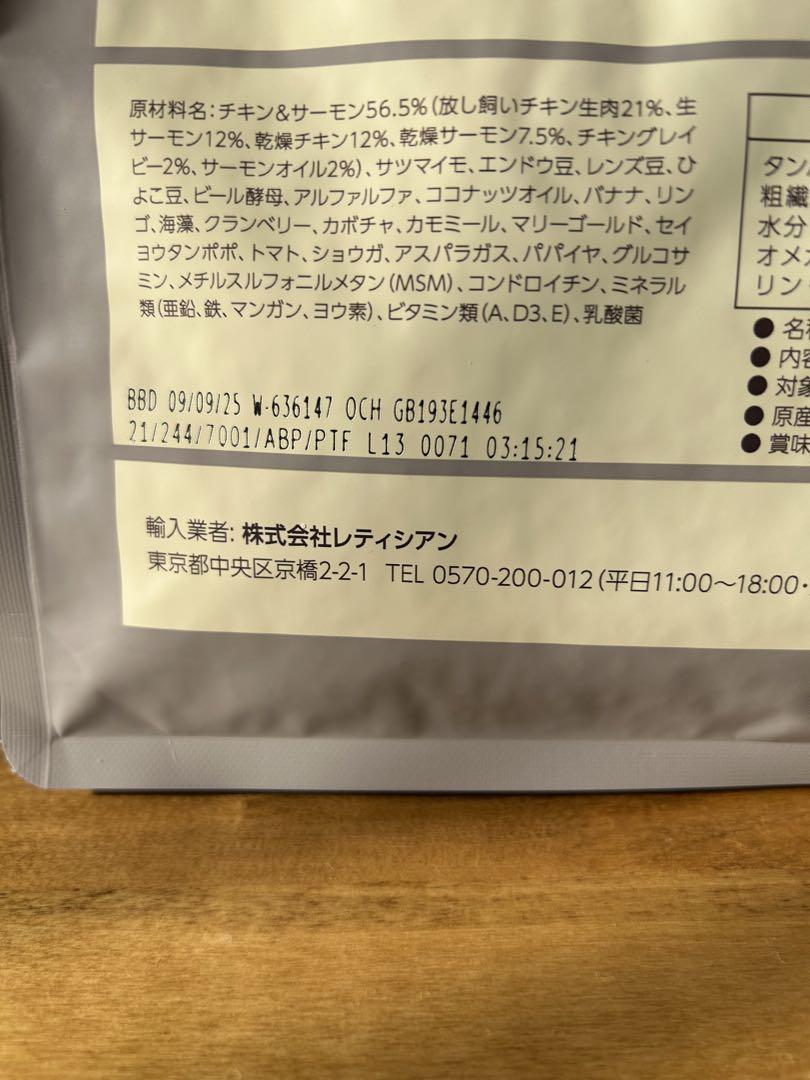 原材料名：チキン&サーモン56.5%（放し飼いチキン生肉21%、生
サーモン12%、乾燥チキン12%、乾燥サーモン7.5%、チキングレイ
ビー2%、サーモンオイル2%）、サツマイモ、エンドウ豆、レンズ豆、ひ
よこ豆、ビール酵母、アルファルファ、ココナッツオイル、バナナ、リン
ゴ、海藻、クランベリー、カボチャ、カモミール、マリーゴールド、セイ
ヨウタンポポ、トマト、ショウガ、アスパラガス、パパイヤ、グルコサ
ミン、メチルスルフォニルメタン（MSM）、コンドロイチン、ミネラル
類（亜鉛、鉄、マンガン、ヨウ素）、ビタミン類（A、D3、E）、乳酸菌
BBD 09/09/25 W-636147 OCH GB193E1446
21/244/7001/ABP/PTF L13 0071 03:15:21
輸入業者: 株式会社レティシアン
東京都中央区京橋2-2-1 TEL 0570-200-012（平日11:00～18:00・
タン
粗繊
水分
オメ
リン
● 名
● 内
● 対象
● 原産
● 賞味